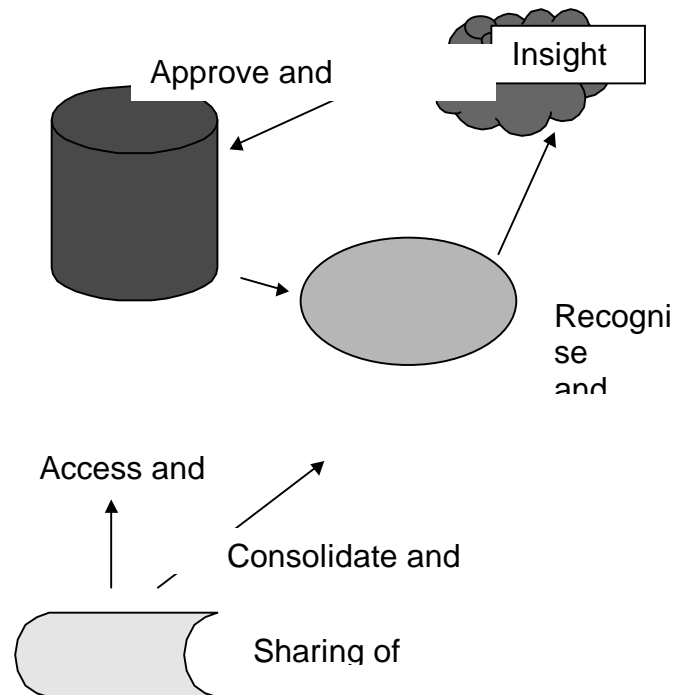 Insight
Approve and
Recogni
se
and
Access and
Consolidate and
Sharing of